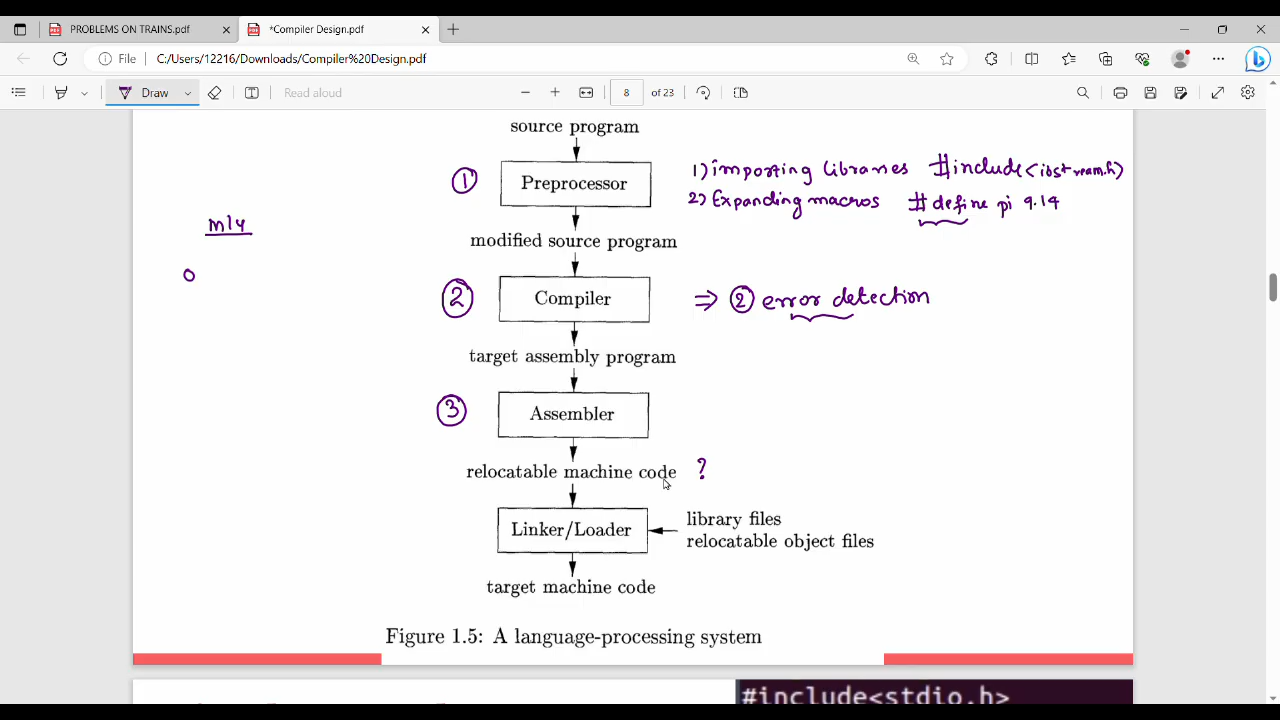 PROBLEMS ON TRAINS.pdf
*Compiler Design.pdf
File C:/Users/12216/Downloads/Compiler%20Design.pdf
Draw Read aloud 8 of 23
source program
① Preprocessor 1) importing libraries #include<iostream.h)
2) Expanding macros #define pi 9.14
m/y
modified source program
o
② Compiler ⇒ ② error detection
target assembly program
③ Assembler
relocatable machine code ?
Linker/Loader library files
relocatable object files
target machine code
Figure 1.5: A language-processing system
#include<stdio.h>